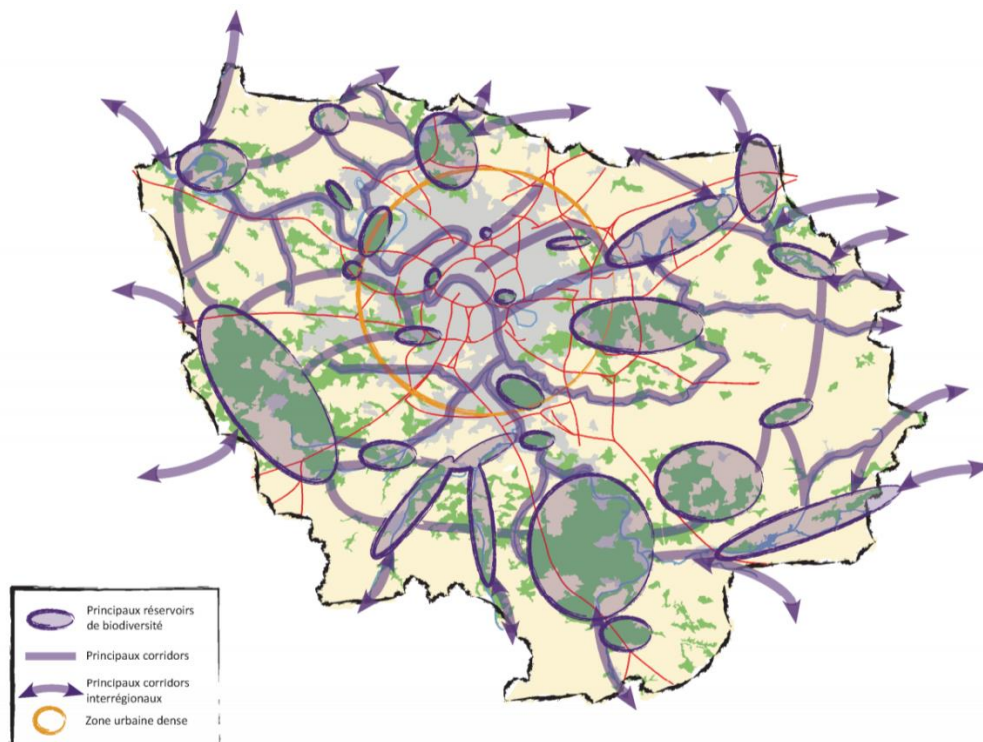 Principaux réservoirs
de biodiversité
Principaux corridors
Principaux corridors
interrégionaux
Zone urbaine dense